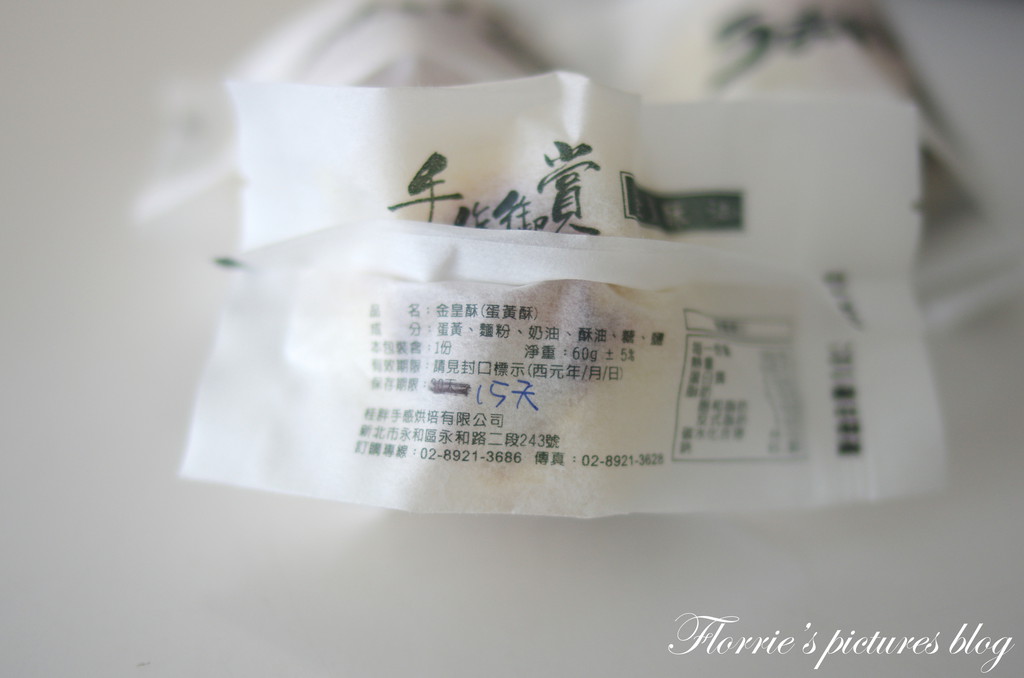 手作御賞
品 名：金皇酥(蛋黃酥)
成 分：蛋黃、麵粉、奶油、酥油、糖、鹽
本包裝含：1份 淨重：60g ± 5%
有效期限：請見封口標示(西元年/月/日)
保存期限： 15天
手感烘培有限公司
新北市永和區永和路二段243號
訂購專線：02-8921-3686 傳真：02-8921-3628
Florrie's pictures blog